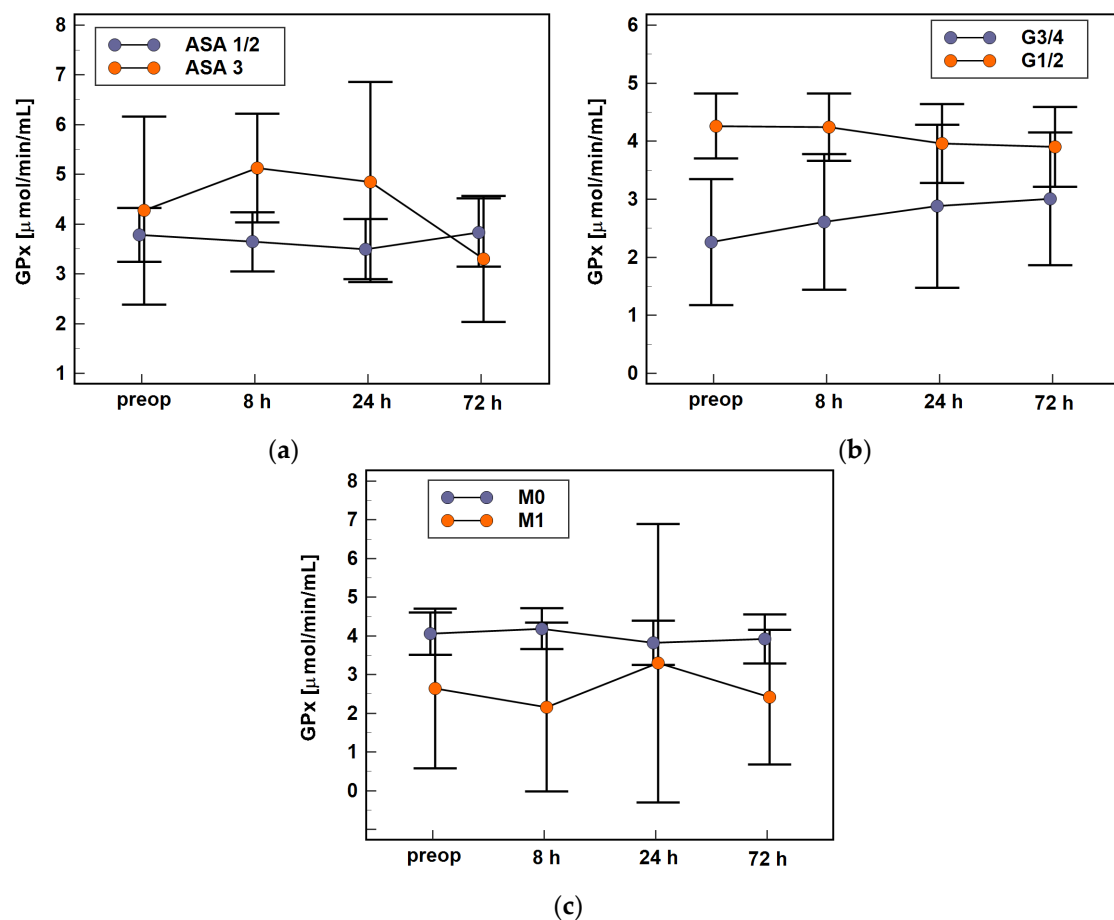 8
7
6
5
4
3
2
1
GPx [μmol/min/mL]
ASA 1/2
ASA 3
preop 8 h 24 h 72 h
(a)
6
5
4
3
2
1
0
GPx [μmol/min/mL]
G3/4
G1/2
preop 8 h 24 h 72 h
(b)
8
7
6
5
4
3
2
1
0
GPx [μmol/min/mL]
M0
M1
preop 8 h 24 h 72 h
(c)